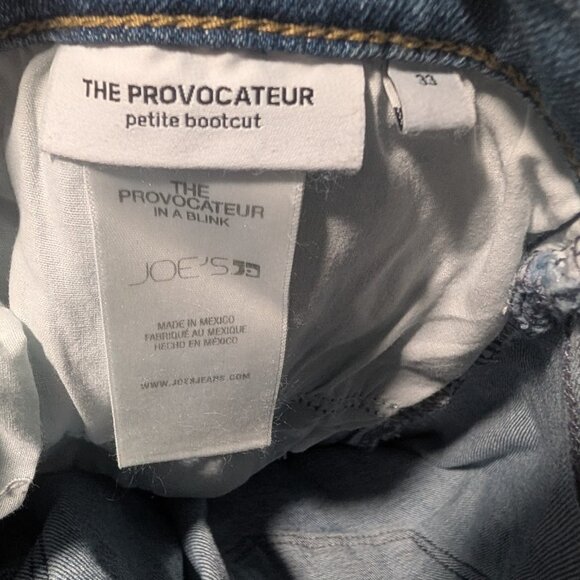 THE PROVOCATEUR
petite bootcut
33
THE
PROVOCATEUR
IN A BLINK
JOE'S
MADE IN MEXICO
FABRIQUÉ AU MEXIQUE
HECHO EN MÉXICO
WWW.JOESJEANS.COM